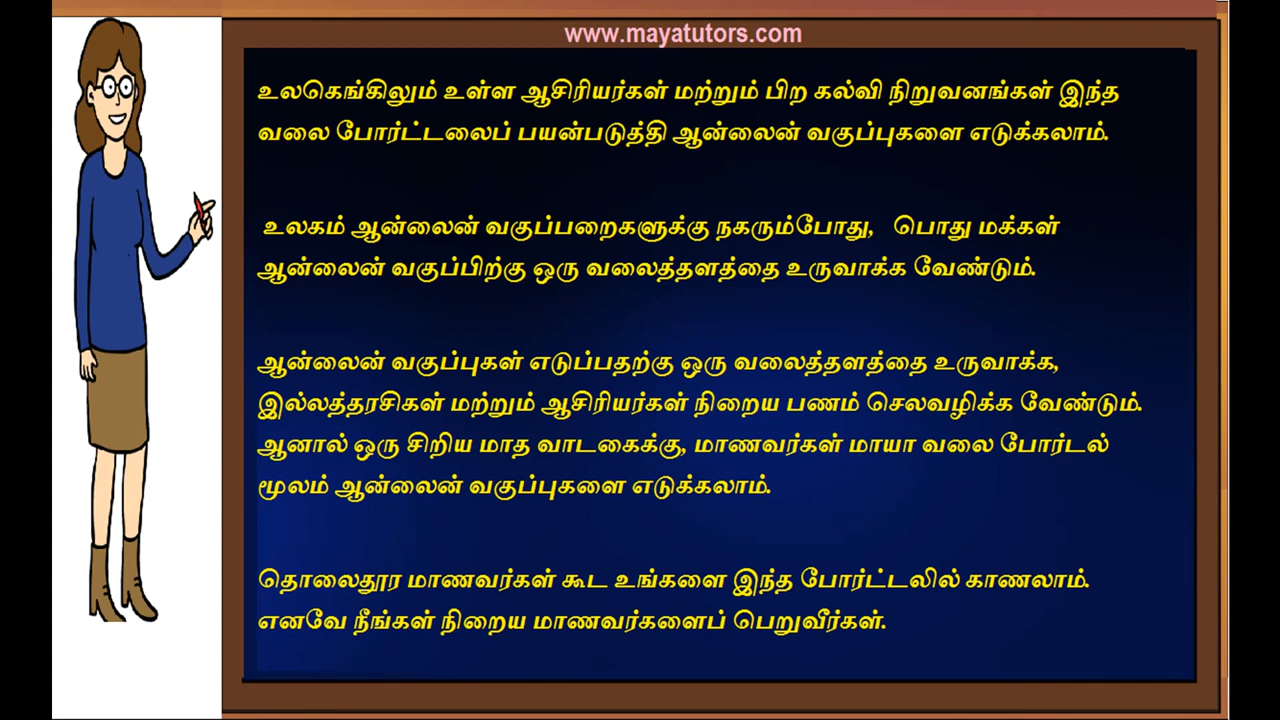 www.mayatutors.com
உலகெங்கிலும் உள்ள ஆசிரியர்கள் மற்றும் பிற கல்வி நிறுவனங்கள் இந்த
வலை போர்ட்டலைப் பயன்படுத்தி ஆன்லைன் வகுப்புகளை எடுக்கலாம்.
உலகம் ஆன்லைன் வகுப்பறைகளுக்கு நகரும்போது, பொது மக்கள்
ஆன்லைன் வகுப்பிற்கு ஒரு வலைத்தளத்தை உருவாக்க வேண்டும்.
ஆன்லைன் வகுப்புகள் எடுப்பதற்கு ஒரு வலைத்தளத்தை உருவாக்க,
இல்லத்தரசிகள் மற்றும் ஆசிரியர்கள் நிறைய பணம் செலவழிக்க வேண்டும்.
ஆனால் ஒரு சிறிய மாத வாடகைக்கு, மாணவர்கள் மாயா வலை போர்டல்
மூலம் ஆன்லைன் வகுப்புகளை எடுக்கலாம்.
தொலைதூர மாணவர்கள் கூட உங்களை இந்த போர்ட்டலில் காணலாம்.
எனவே நீங்கள் நிறைய மாணவர்களைப் பெறுவீர்கள்.